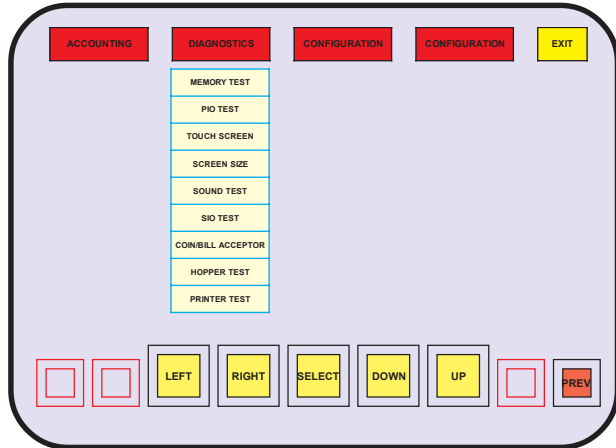 ACCOUNTING DIAGNOSTICS CONFIGURATION CONFIGURATION EXIT
MEMORY TEST
PIO TEST
TOUCH SCREEN
SCREEN SIZE
SOUND TEST
SIO TEST
COIN/BILL ACCEPTOR
HOPPER TEST
PRINTER TEST
LEFT RIGHT SELECT DOWN UP PREV